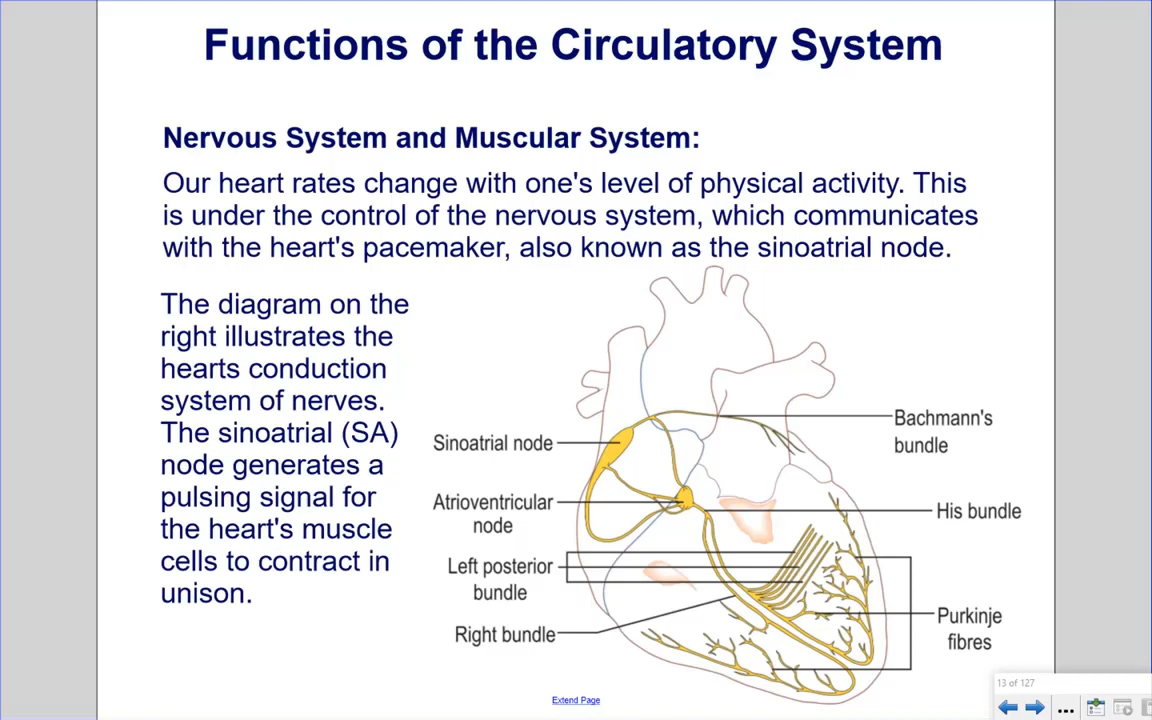 Functions of the Circulatory System
Nervous System and Muscular System:
Our heart rates change with one's level of physical activity. This
is under the control of the nervous system, which communicates
with the heart's pacemaker, also known as the sinoatrial node.
The diagram on the
right illustrates the
hearts conduction
system of nerves.
The sinoatrial (SA)
node generates a
pulsing signal for
the heart's muscle
cells to contract in
unison.
Sinoatrial node
Atrioventricular
node
Left posterior
bundle
Right bundle
Bachmann's
bundle
His bundle
Purkinje
fibres
Extend Page
13 of 127